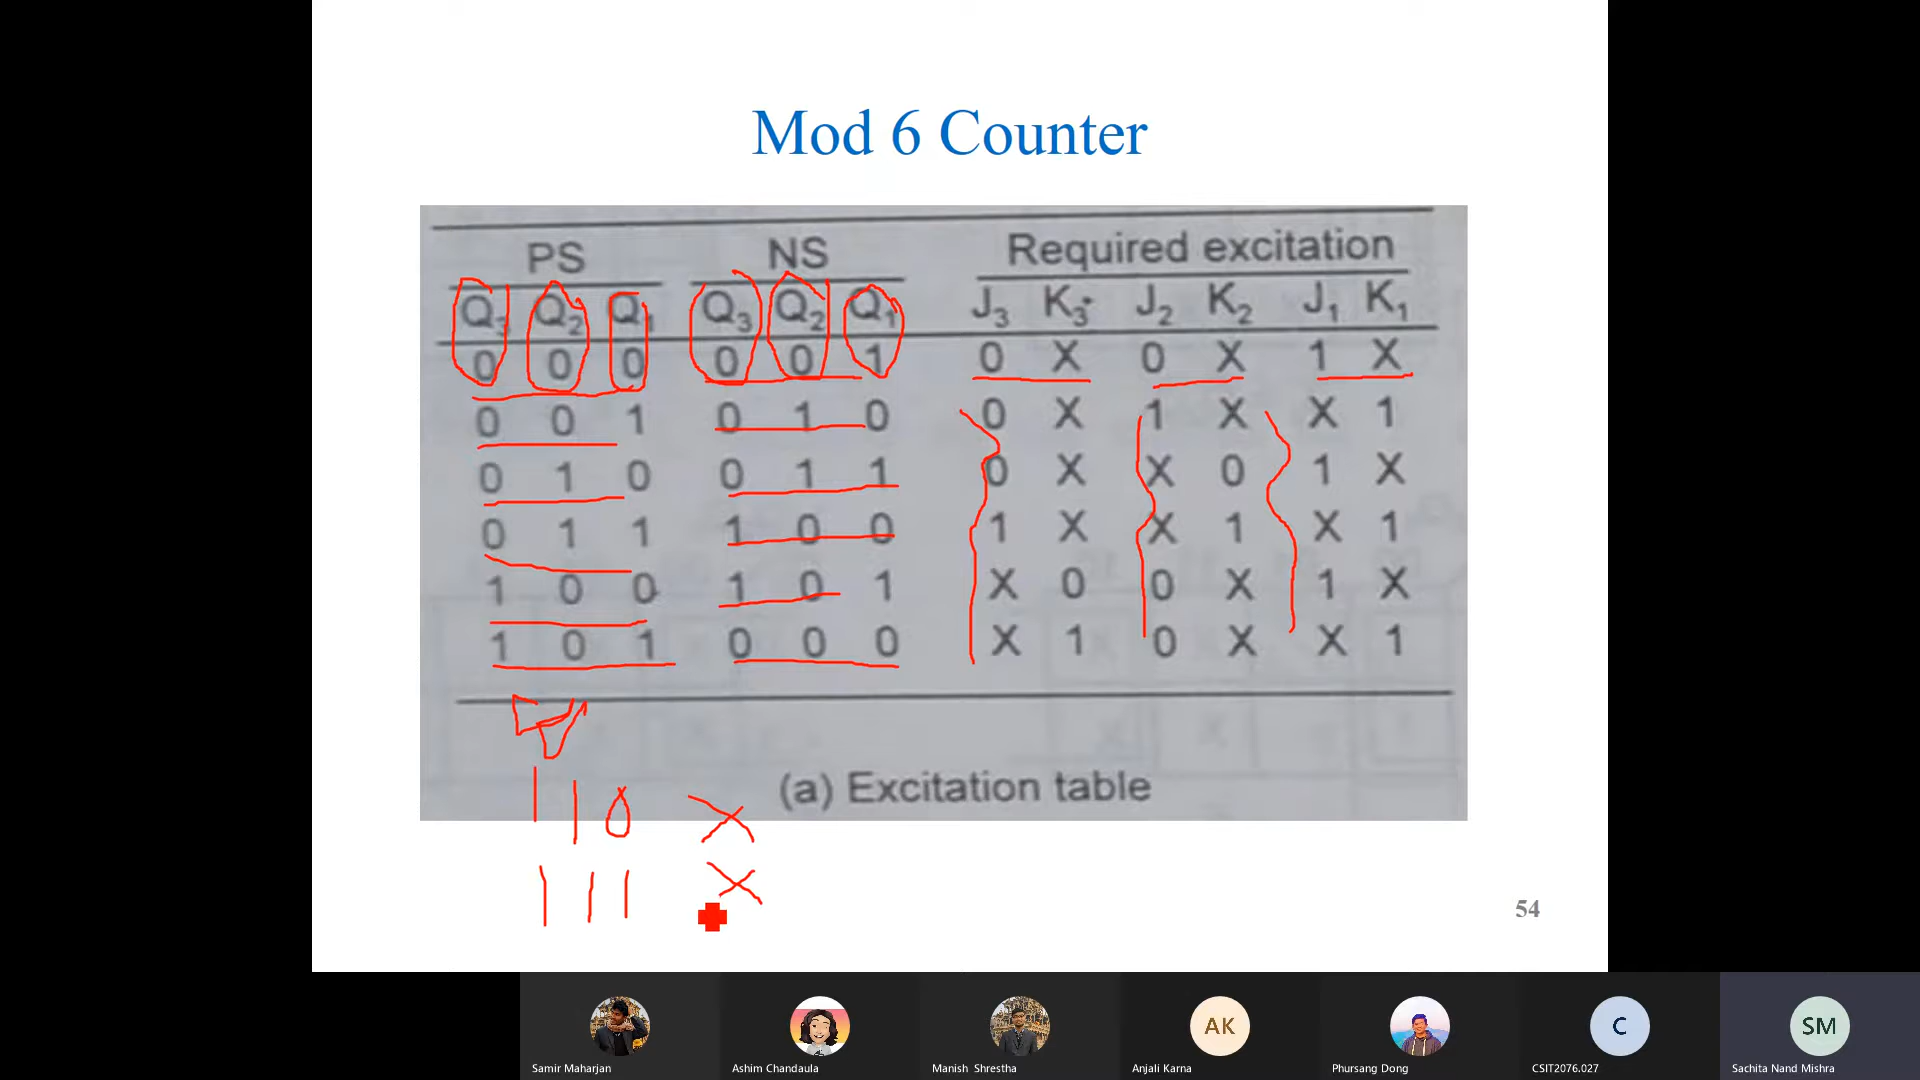 Mod 6 Counter
PS NS Required excitation
Q3 Q2 Q1 Q3 Q2 Q1 J3 K3 J2 K2 J1 K1
0 0 0 0 0 1 0 X 0 X 1 X
0 0 1 0 1 0 0 X 1 X X 1
0 1 0 0 1 1 0 X X 0 1 X
0 1 1 1 0 0 1 X X 1 X 1
1 0 0 1 0 1 X 0 0 X 1 X
1 0 1 0 0 0 X 1 0 X X 1
(a) Excitation table
1 1 0 X
1 1 1 X
54
AK
C
SM
Samir Maharjan
Ashim Chandaula
Manish Shrestha
Anjali Karna
Phursang Dong
CSIT2076.027
Sachita Nand Mishra